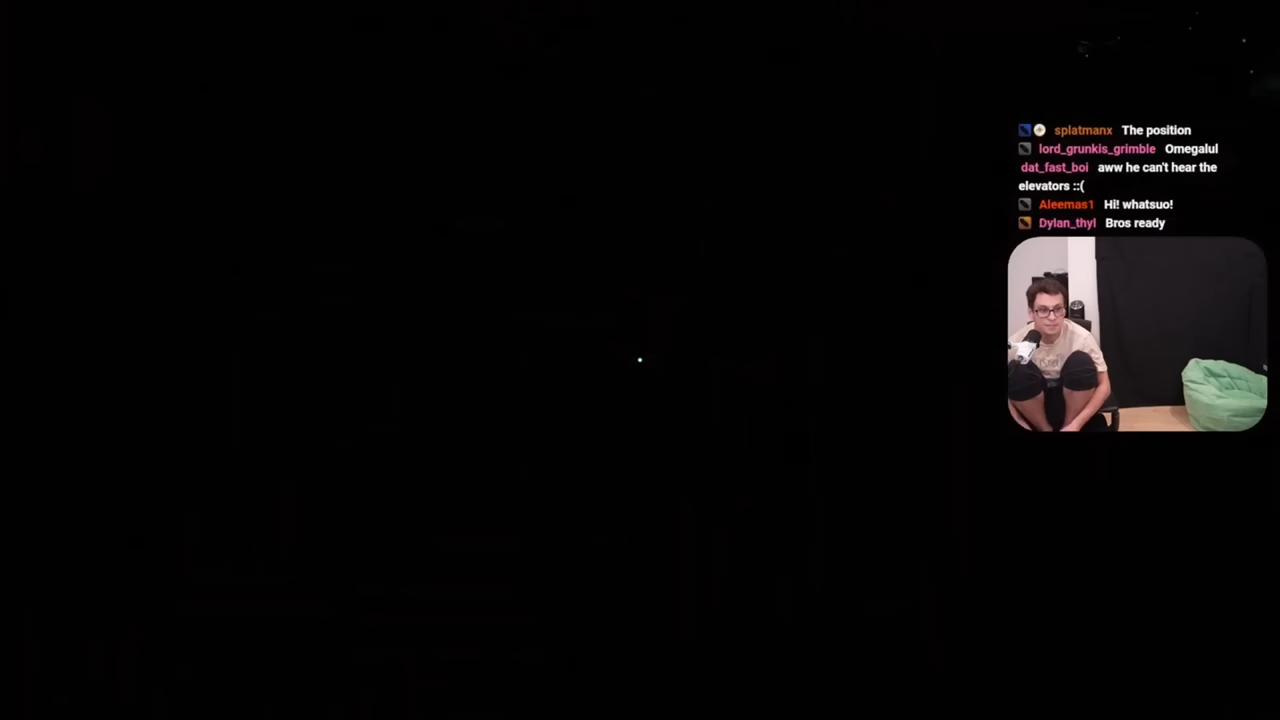 splatmanx The position
lord_grunkis_grimble Omegalul
dat_fast_boi aww he can't hear the
elevators ::(
Aleemas1 Hi! whatsuo!
Dylan_thyl Bros ready